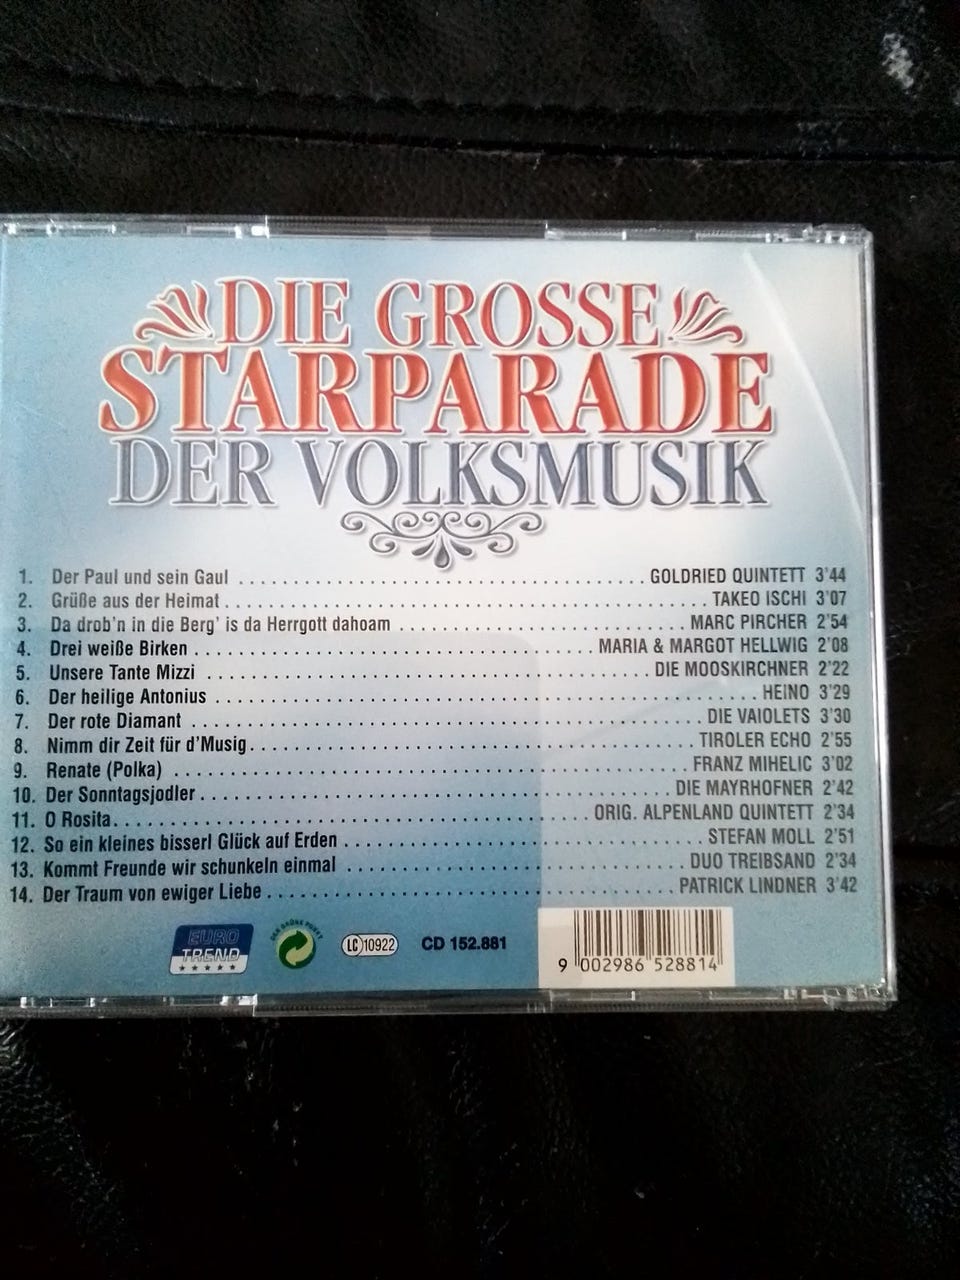 DIE GROSSE
STARPARADE
DER VOLKSMUSIK
1. Der Paul und sein Gaul ........ GOLDRIED QUINTETT 3'44
2. Grüße aus der Heimat ........ TAKEO ISCHI 3'07
3. Da drob'n in die Berg' is da Herrgott dahoam ........ MARC PIRCHER 2'54
4. Drei weiße Birken ........ MARIA & MARGOT HELLWIG 2'08
5. Unsere Tante Mizzi ........ DIE MOOSKIRCHNER 2'22
6. Der heilige Antonius ........ HEINO 3'29
7. Der rote Diamant ........ DIE VAIOLETS 3'30
8. Nimm dir Zeit für d'Musig ........ TIROLER ECHO 2'55
9. Renate (Polka) ........ FRANZ MIHELIC 3'02
10. Der Sonntagsjodler ........ DIE MAYRHOFNER 2'42
11. O Rosita ........ ORIG. ALPENLAND QUINTETT 2'34
12. So ein kleines bisserl Glück auf Erden ........ STEFAN MOLL 2'51
13. Kommt Freunde wir schunkeln einmal ........ DUO TREIBSAND 2'34
14. Der Traum von ewiger Liebe ........ PATRICK LINDNER 3'42
EURO
TREND
DER GRÜNE PUNKT
LC 10922
CD 152.881
9 002986 528814